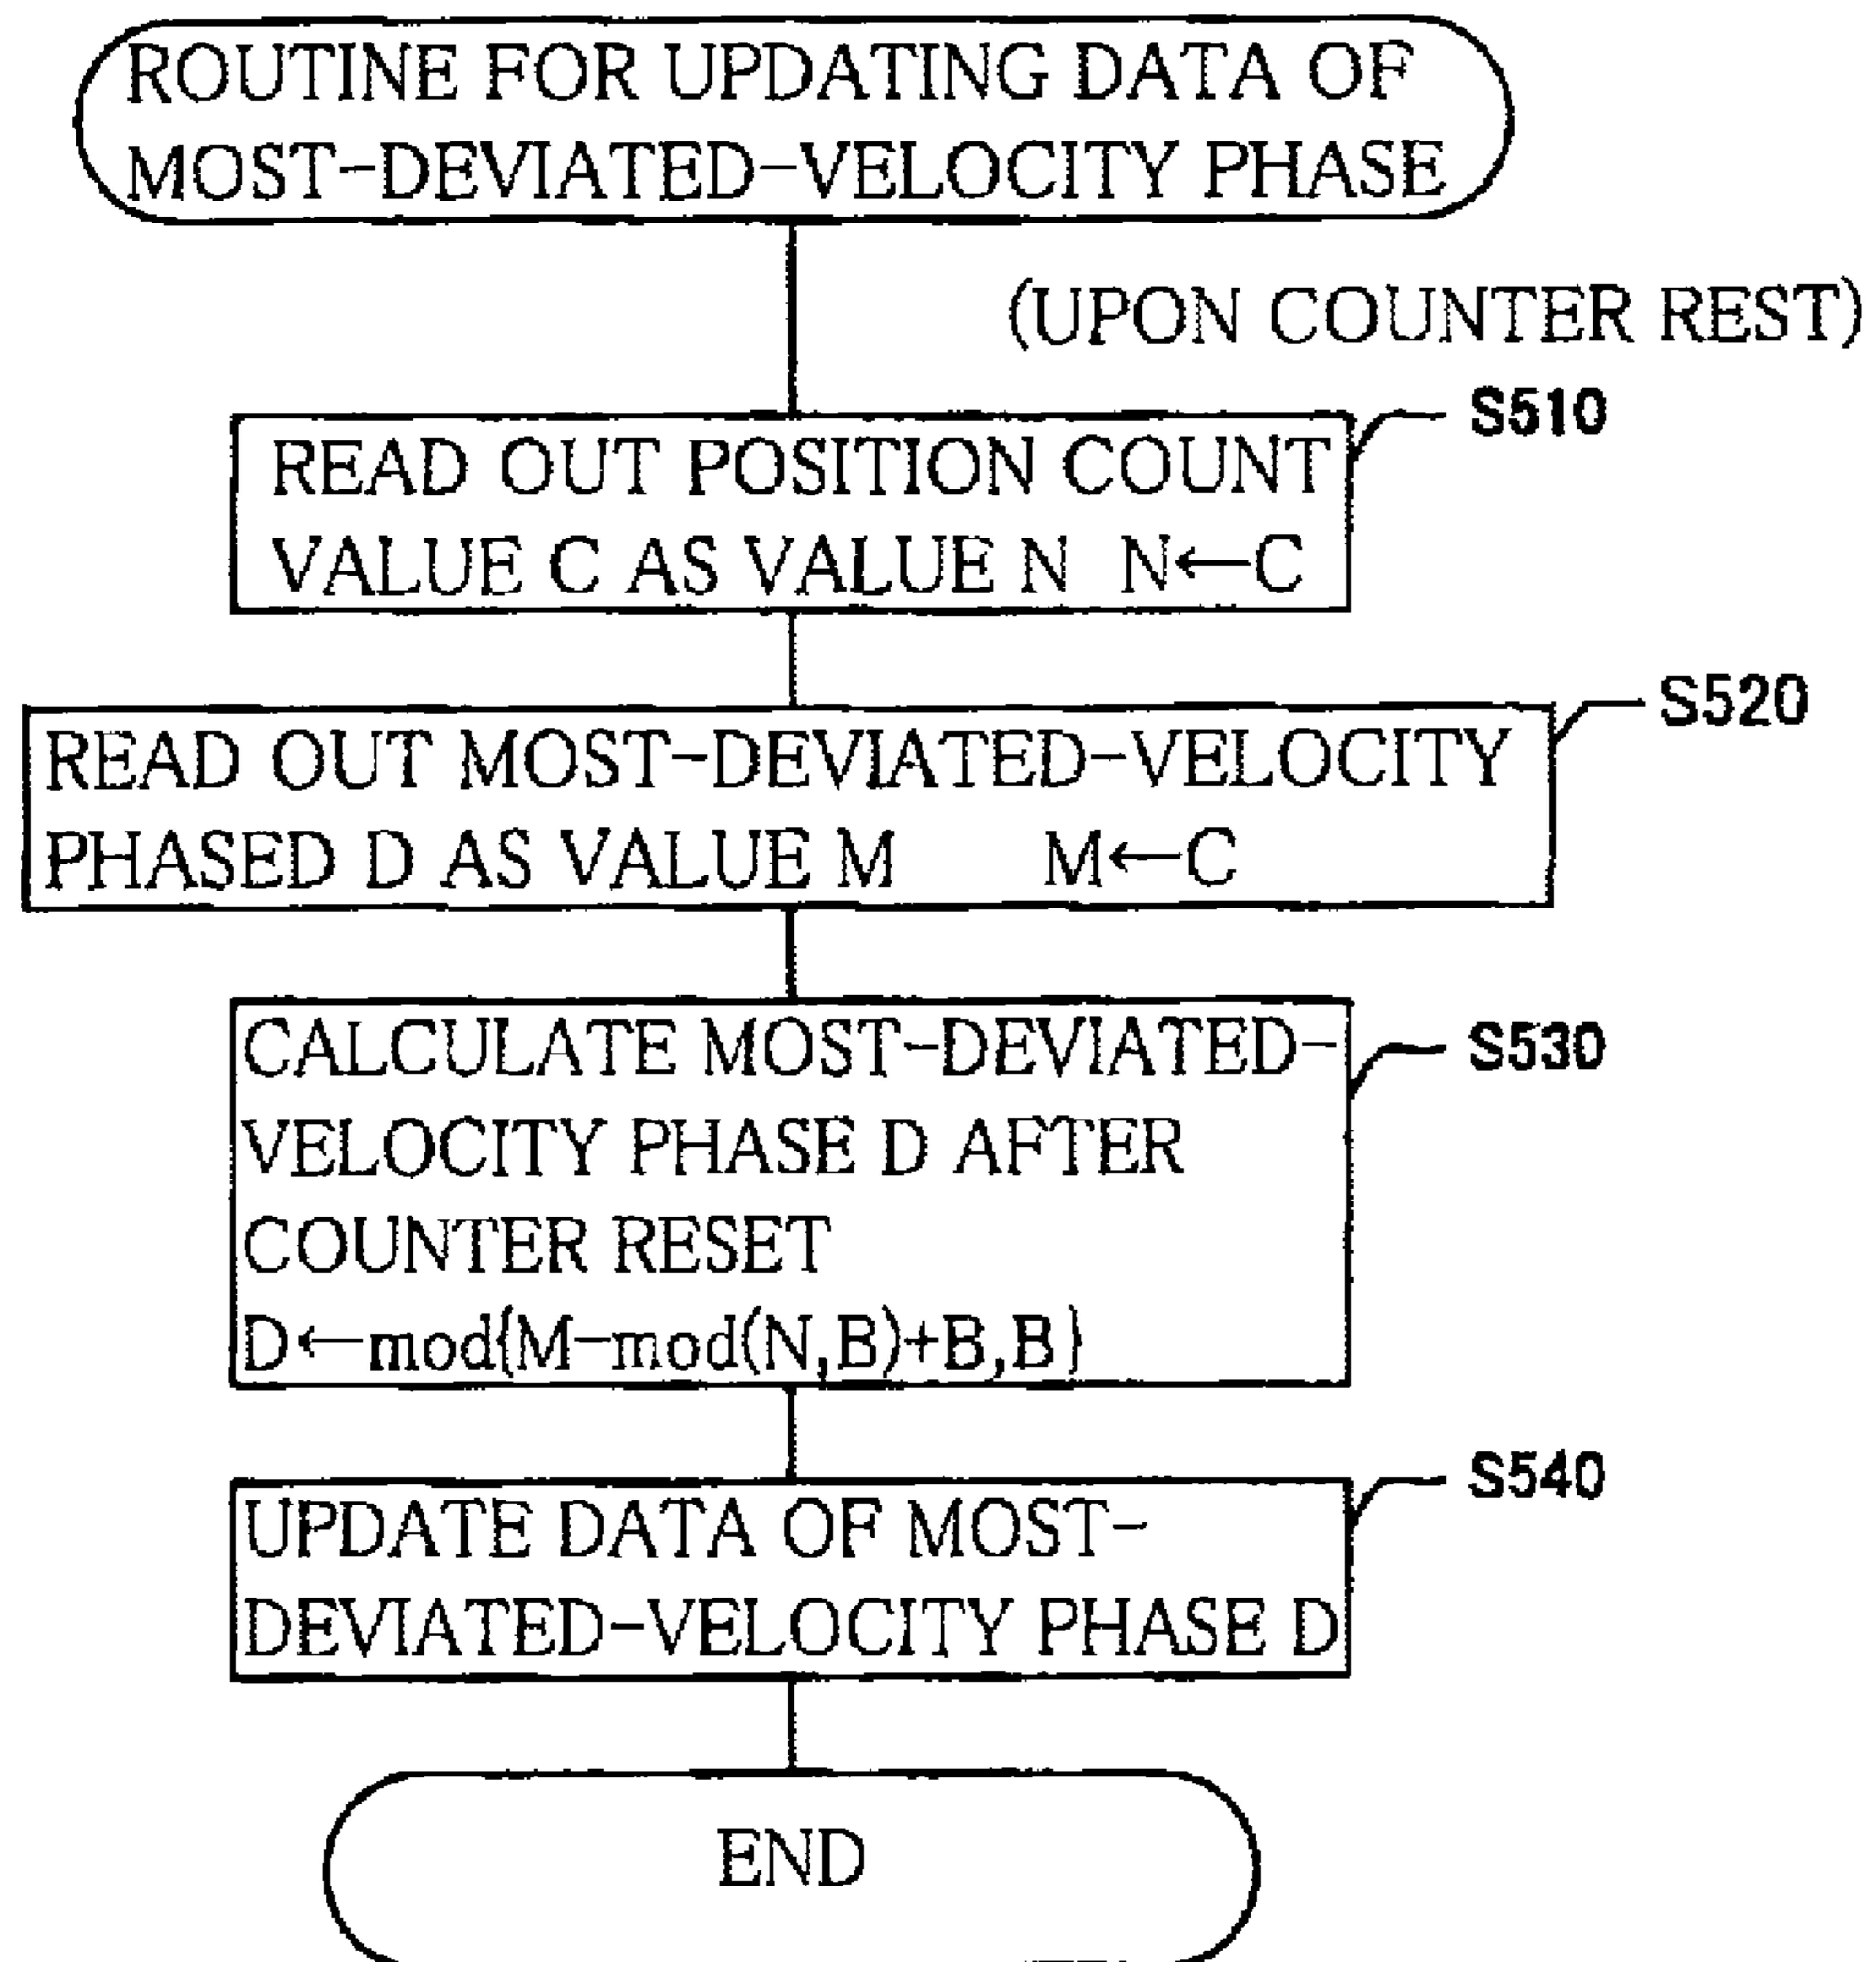 ROUTINE FOR UPDATING DATA OF
MOST-DEVIATED-VELOCITY PHASE
(UPON COUNTER REST)
S510
READ OUT POSITION COUNT
VALUE C AS VALUE N N←C
S520
READ OUT MOST-DEVIATED-VELOCITY
PHASED D AS VALUE M M←C
S530
CALCULATE MOST-DEVIATED-
VELOCITY PHASE D AFTER
COUNTER RESET
D←mod{M-mod(N,B)+B,B}
S540
UPDATE DATA OF MOST-
DEVIATED-VELOCITY PHASE D
END